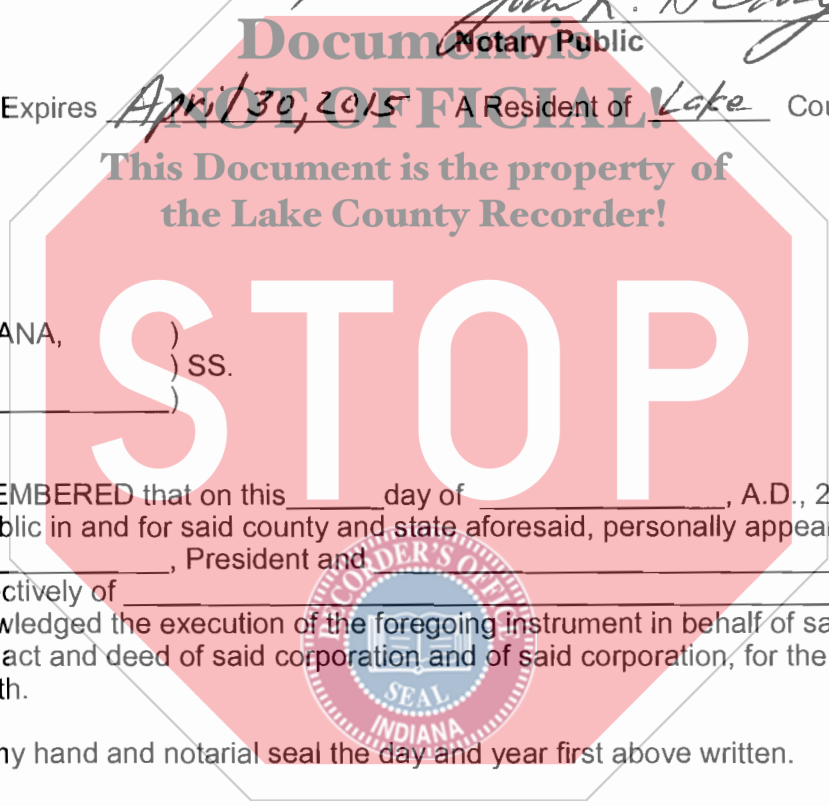 Document is
Notary Public
Expires April 30, 2015 A Resident of Lake Cou
NOT OFFICIAL!
This Document is the property of
the Lake County Recorder!
STOP
ANA, )
) SS.
)
EMBERED that on this______day of ______________, A.D., 2
blic in and for said county and state aforesaid, personally appear
, President and
ctively of
wledged the execution of the foregoing instrument in behalf of sa
act and deed of said corporation and of said corporation, for the
th.
ny hand and notarial seal the day and year first above written.
RECORDER'S OFFICE
SEAL
INDIANA